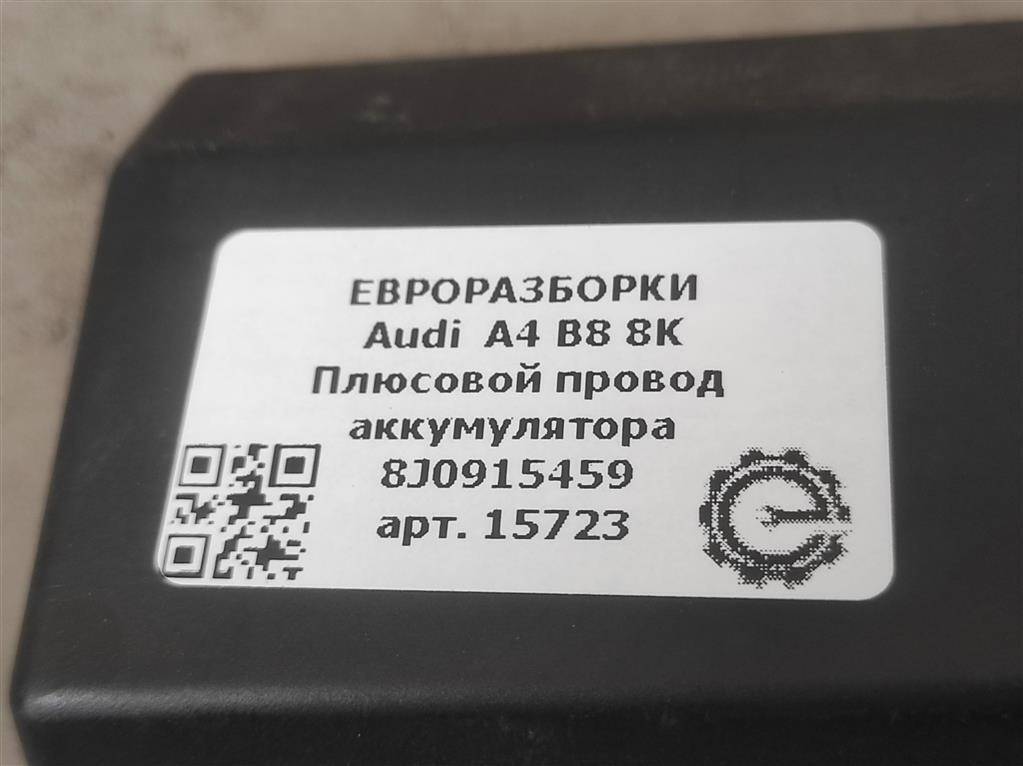 ЕВРОРАЗБОРКИ
Audi A4 B8 8K
Плюсовой провод
аккумулятора
8J0915459
арт. 15723